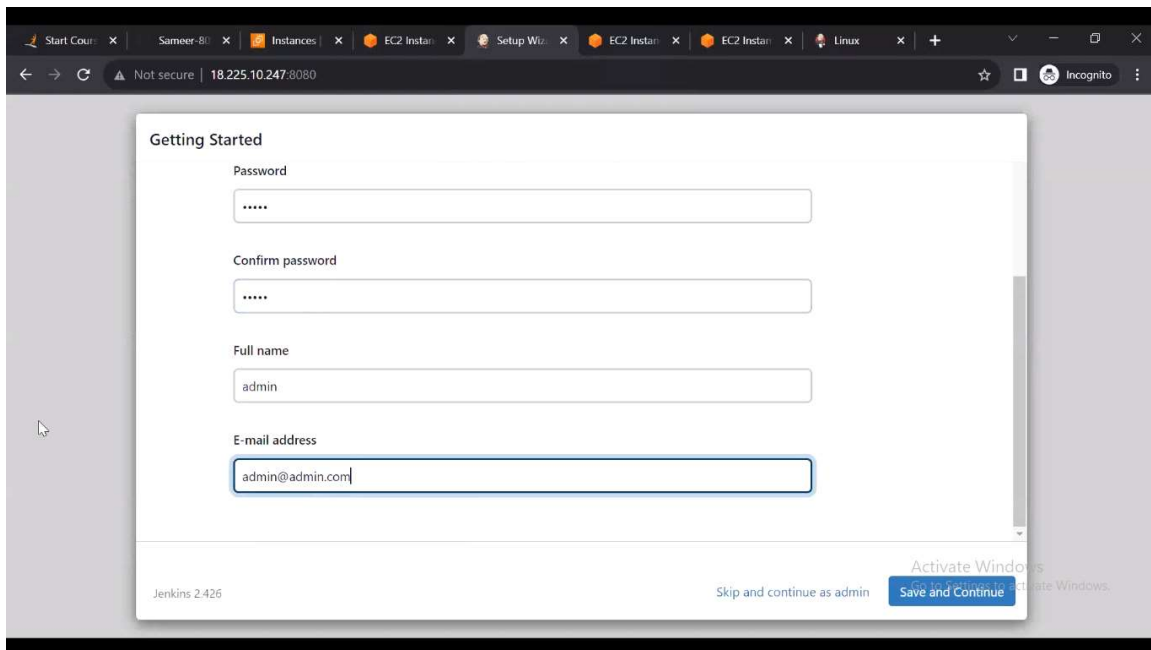 Start Cour
Sameer-80
Instances |
EC2 Instan
Setup Wiz
EC2 Instan
EC2 Instan
Linux
Not secure | 18.225.10.247:8080
Incognito
Getting Started
Password
•••••
Confirm password
•••••
Full name
admin
E-mail address
admin@admin.com
Activate Windows
Go to Settings to activate Windows.
Jenkins 2.426
Skip and continue as admin
Save and Continue